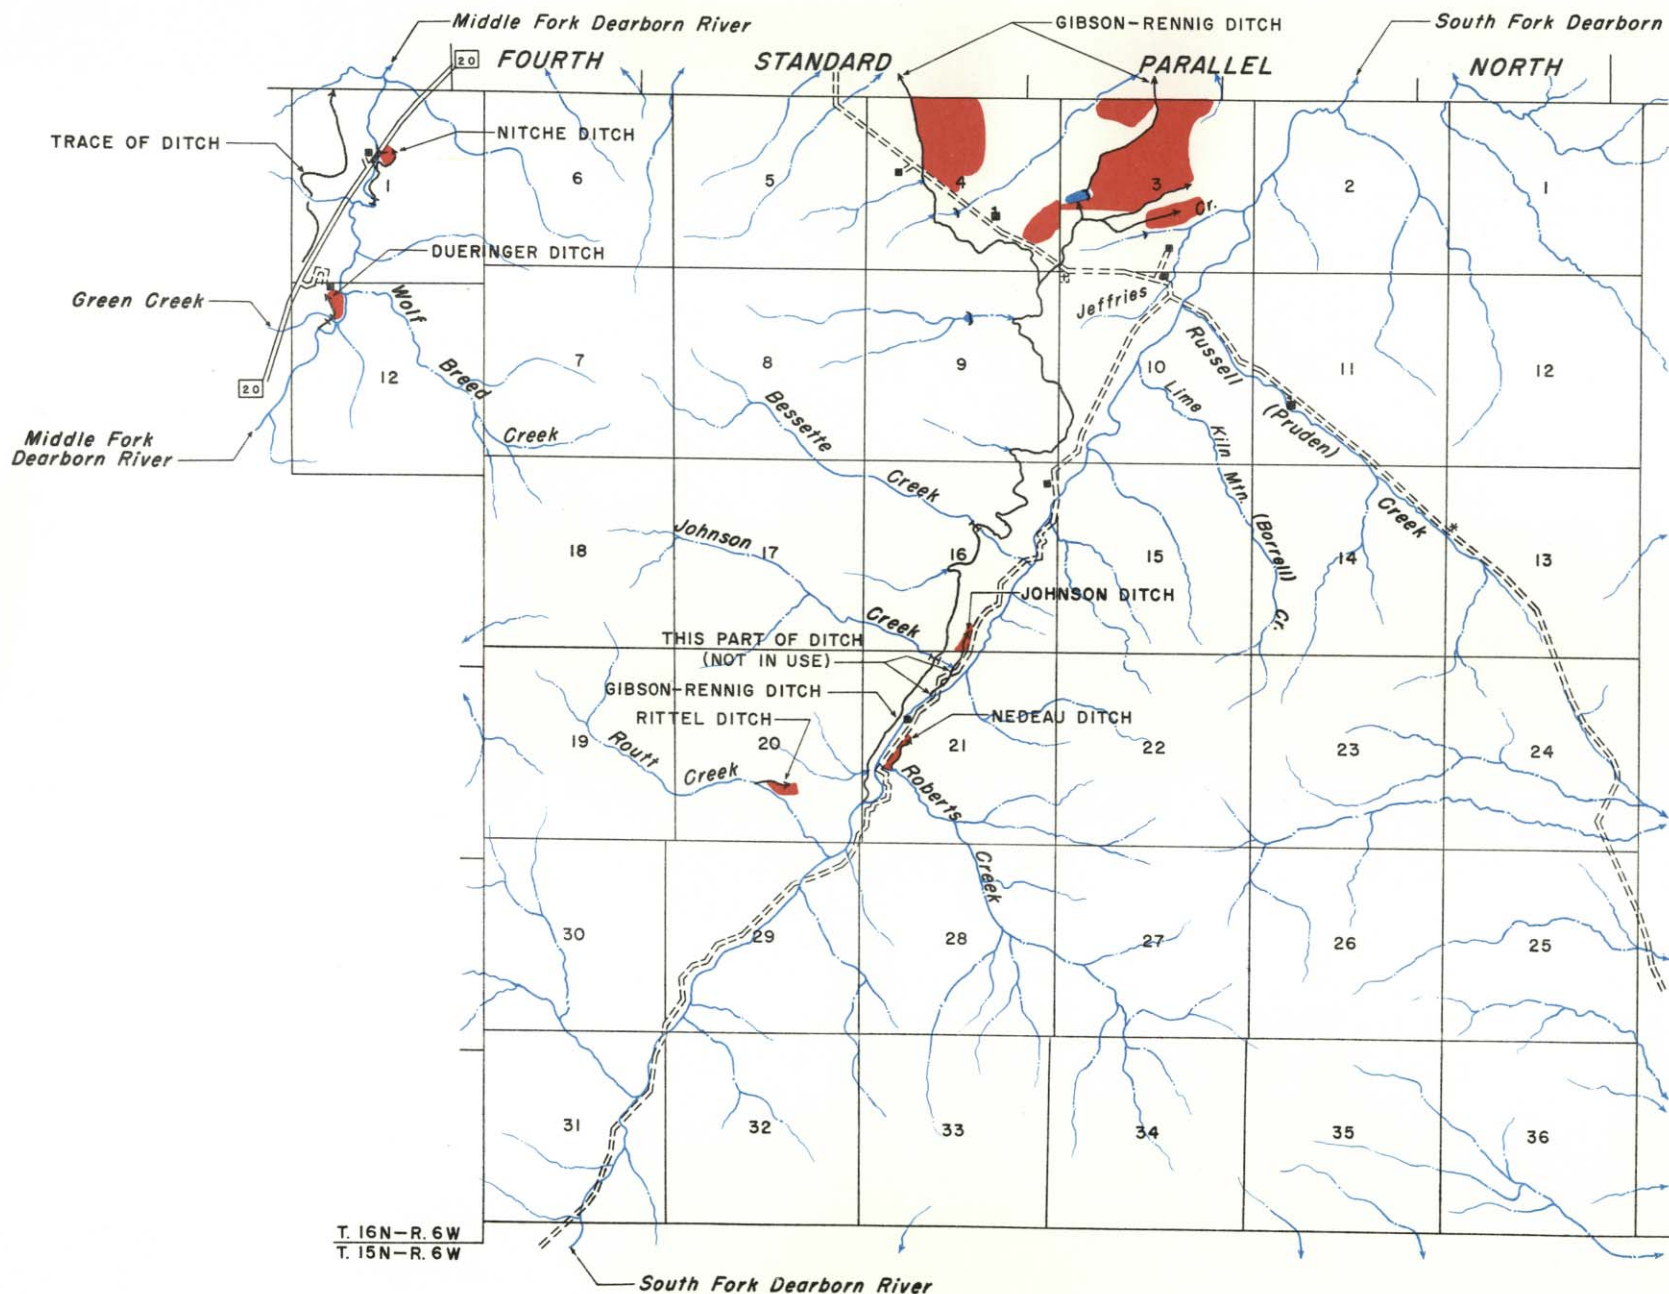 Middle Fork Dearborn River
GIBSON-RENNIG DITCH
South Fork Dearborn
20
FOURTH STANDARD PARALLEL NORTH
TRACE OF DITCH
NITCHE DITCH
1
6
5
4
3
2
1
Cr.
DUERINGER DITCH
Green Creek
Wolf
Jeffries
12
7
8
9
10
11
12
Breed
Creek
Russell
(Pruden)
Creek
20
Bessette
Creek
Lime
Kiln
Mtn.
(Borrell)
Cr.
Middle Fork
Dearborn River
Johnson
Creek
18
17
16
15
14
13
JOHNSON DITCH
THIS PART OF DITCH
(NOT IN USE)
GIBSON-RENNIG DITCH
RITTEL DITCH
NEDEAU DITCH
19
20
21
22
23
24
Routt
Creek
Roberts
Creek
30
29
28
27
26
25
31
32
33
34
35
36
T. 16N-R. 6W
T. 15N-R. 6W
South Fork Dearborn River